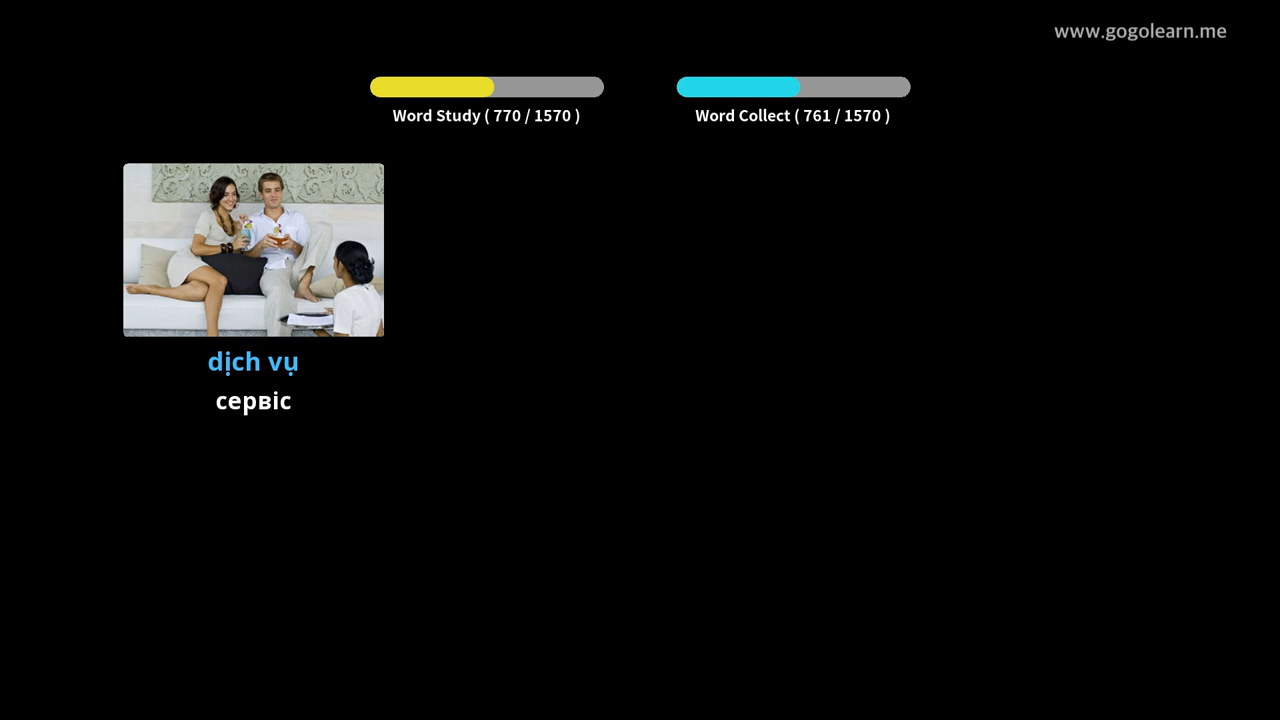 www.gogolearn.me
Word Study ( 770 / 1570 )
Word Collect ( 761 / 1570 )
dịch vụ
сервіс